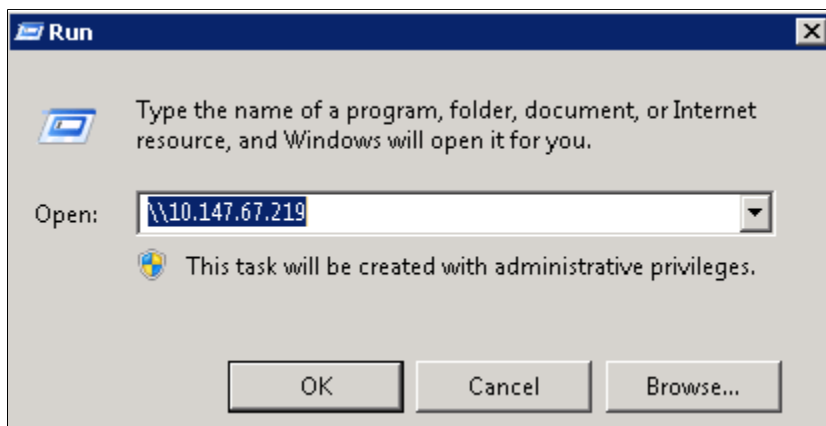 Run
Type the name of a program, folder, document, or Internet
resource, and Windows will open it for you.
Open: \\10.147.67.219
This task will be created with administrative privileges.
OK Cancel Browse...